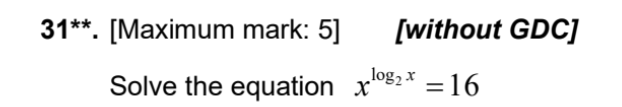 31**. [Maximum mark: 5] [without GDC]
Solve the equation x^{log₂ x} = 16